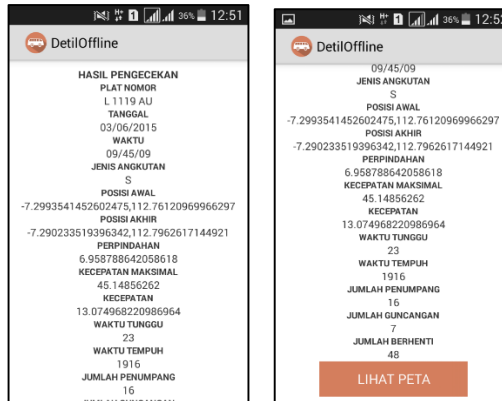 36% 12:51
DetilOffline
HASIL PENGECEKAN
PLAT NOMOR
L 1119 AU
TANGGAL
03/06/2015
WAKTU
09/45/09
JENIS ANGKUTAN
S
POSISI AWAL
-7.2993541452602475,112.76120969966297
POSISI AKHIR
-7.290233519396342,112.7962617144921
PERPINDAHAN
6.958788642058618
KECEPATAN MAKSIMAL
45.14856262
KECEPATAN
13.074968220986964
WAKTU TUNGGU
23
WAKTU TEMPUH
1916
JUMLAH PENUMPANG
16
JUMLAH GUNCANGAN
36%
DetilOffline
09/45/09
JENIS ANGKUTAN
S
POSISI AWAL
-7.2993541452602475,112.76120969966297
POSISI AKHIR
-7.290233519396342,112.7962617144921
PERPINDAHAN
6.958788642058618
KECEPATAN MAKSIMAL
45.14856262
KECEPATAN
13.074968220986964
WAKTU TUNGGU
23
WAKTU TEMPUH
1916
JUMLAH PENUMPANG
16
JUMLAH GUNCANGAN
7
JUMLAH BERHENTI
48
LIHAT PETA